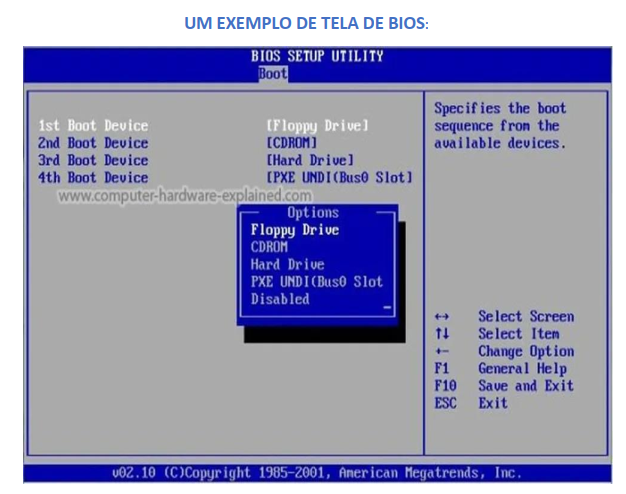 UM EXEMPLO DE TELA DE BIOS:
BIOS SETUP UTILITY
Boot
1st Boot Device [Floppy Drive]
2nd Boot Device [CDROM]
3rd Boot Device [Hard Drive]
4th Boot Device [PXE UNDI(Bus0 Slot]
www.computer-hardware-explained.com
Options
Floppy Drive
CDROM
Hard Drive
PXE UNDI(Bus0 Slot
Disabled
Specifies the boot
sequence from the
available devices.
↔ Select Screen
↑↓ Select Item
+- Change Option
F1 General Help
F10 Save and Exit
ESC Exit
v02.10 (C)Copyright 1985-2001, American Megatrends, Inc.